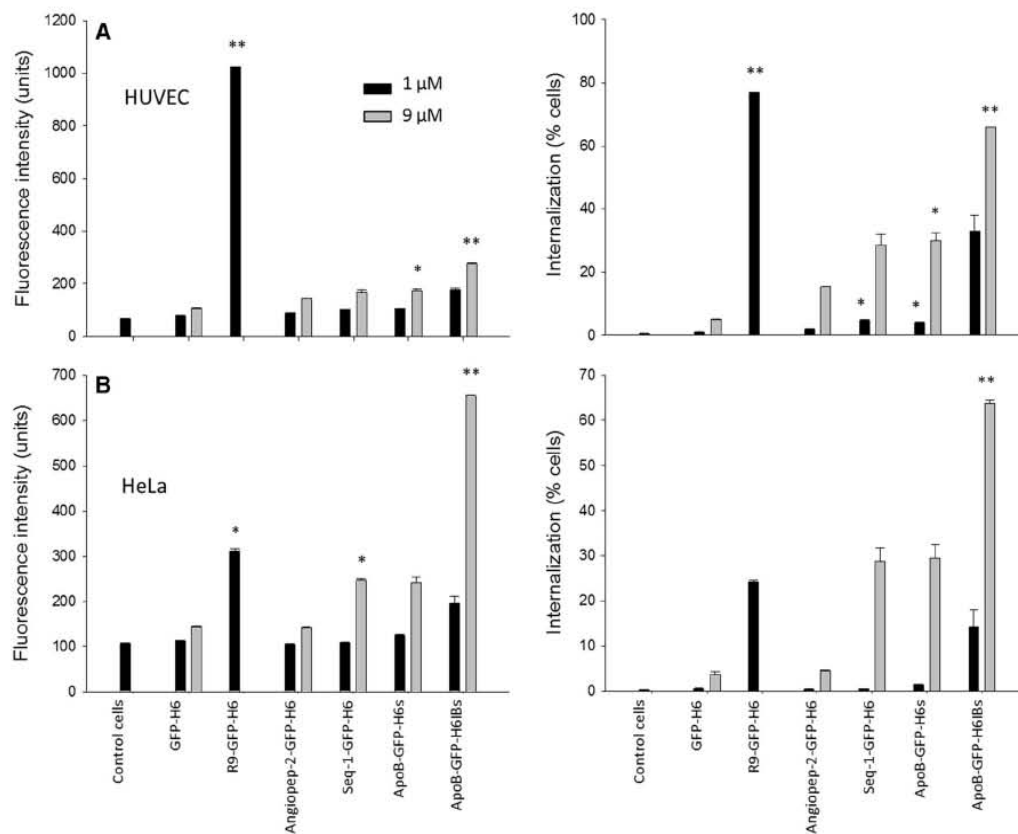 A
HUVEC
1 µM
9 µM
Fluorescence intensity (units)
1200
1000
800
600
400
200
0
**
*
**
Internalization (% cells)
100
80
60
40
20
0
**
*
*
*
**
B
HeLa
Fluorescence intensity (units)
700
600
500
400
300
200
100
0
*
*
**
Control cells
GFP-H6
R9-GFP-H6
Angiopep-2-GFP-H6
Seq-1-GFP-H6
ApoB-GFP-H6s
ApoB-GFP-H6IBs
Internalization (% cells)
70
60
50
40
30
20
10
0
**
Control cells
GFP-H6
R9-GFP-H6
Angiopep-2-GFP-H6
Seq-1-GFP-H6
ApoB-GFP-H6s
ApoB-GFP-H6IBs